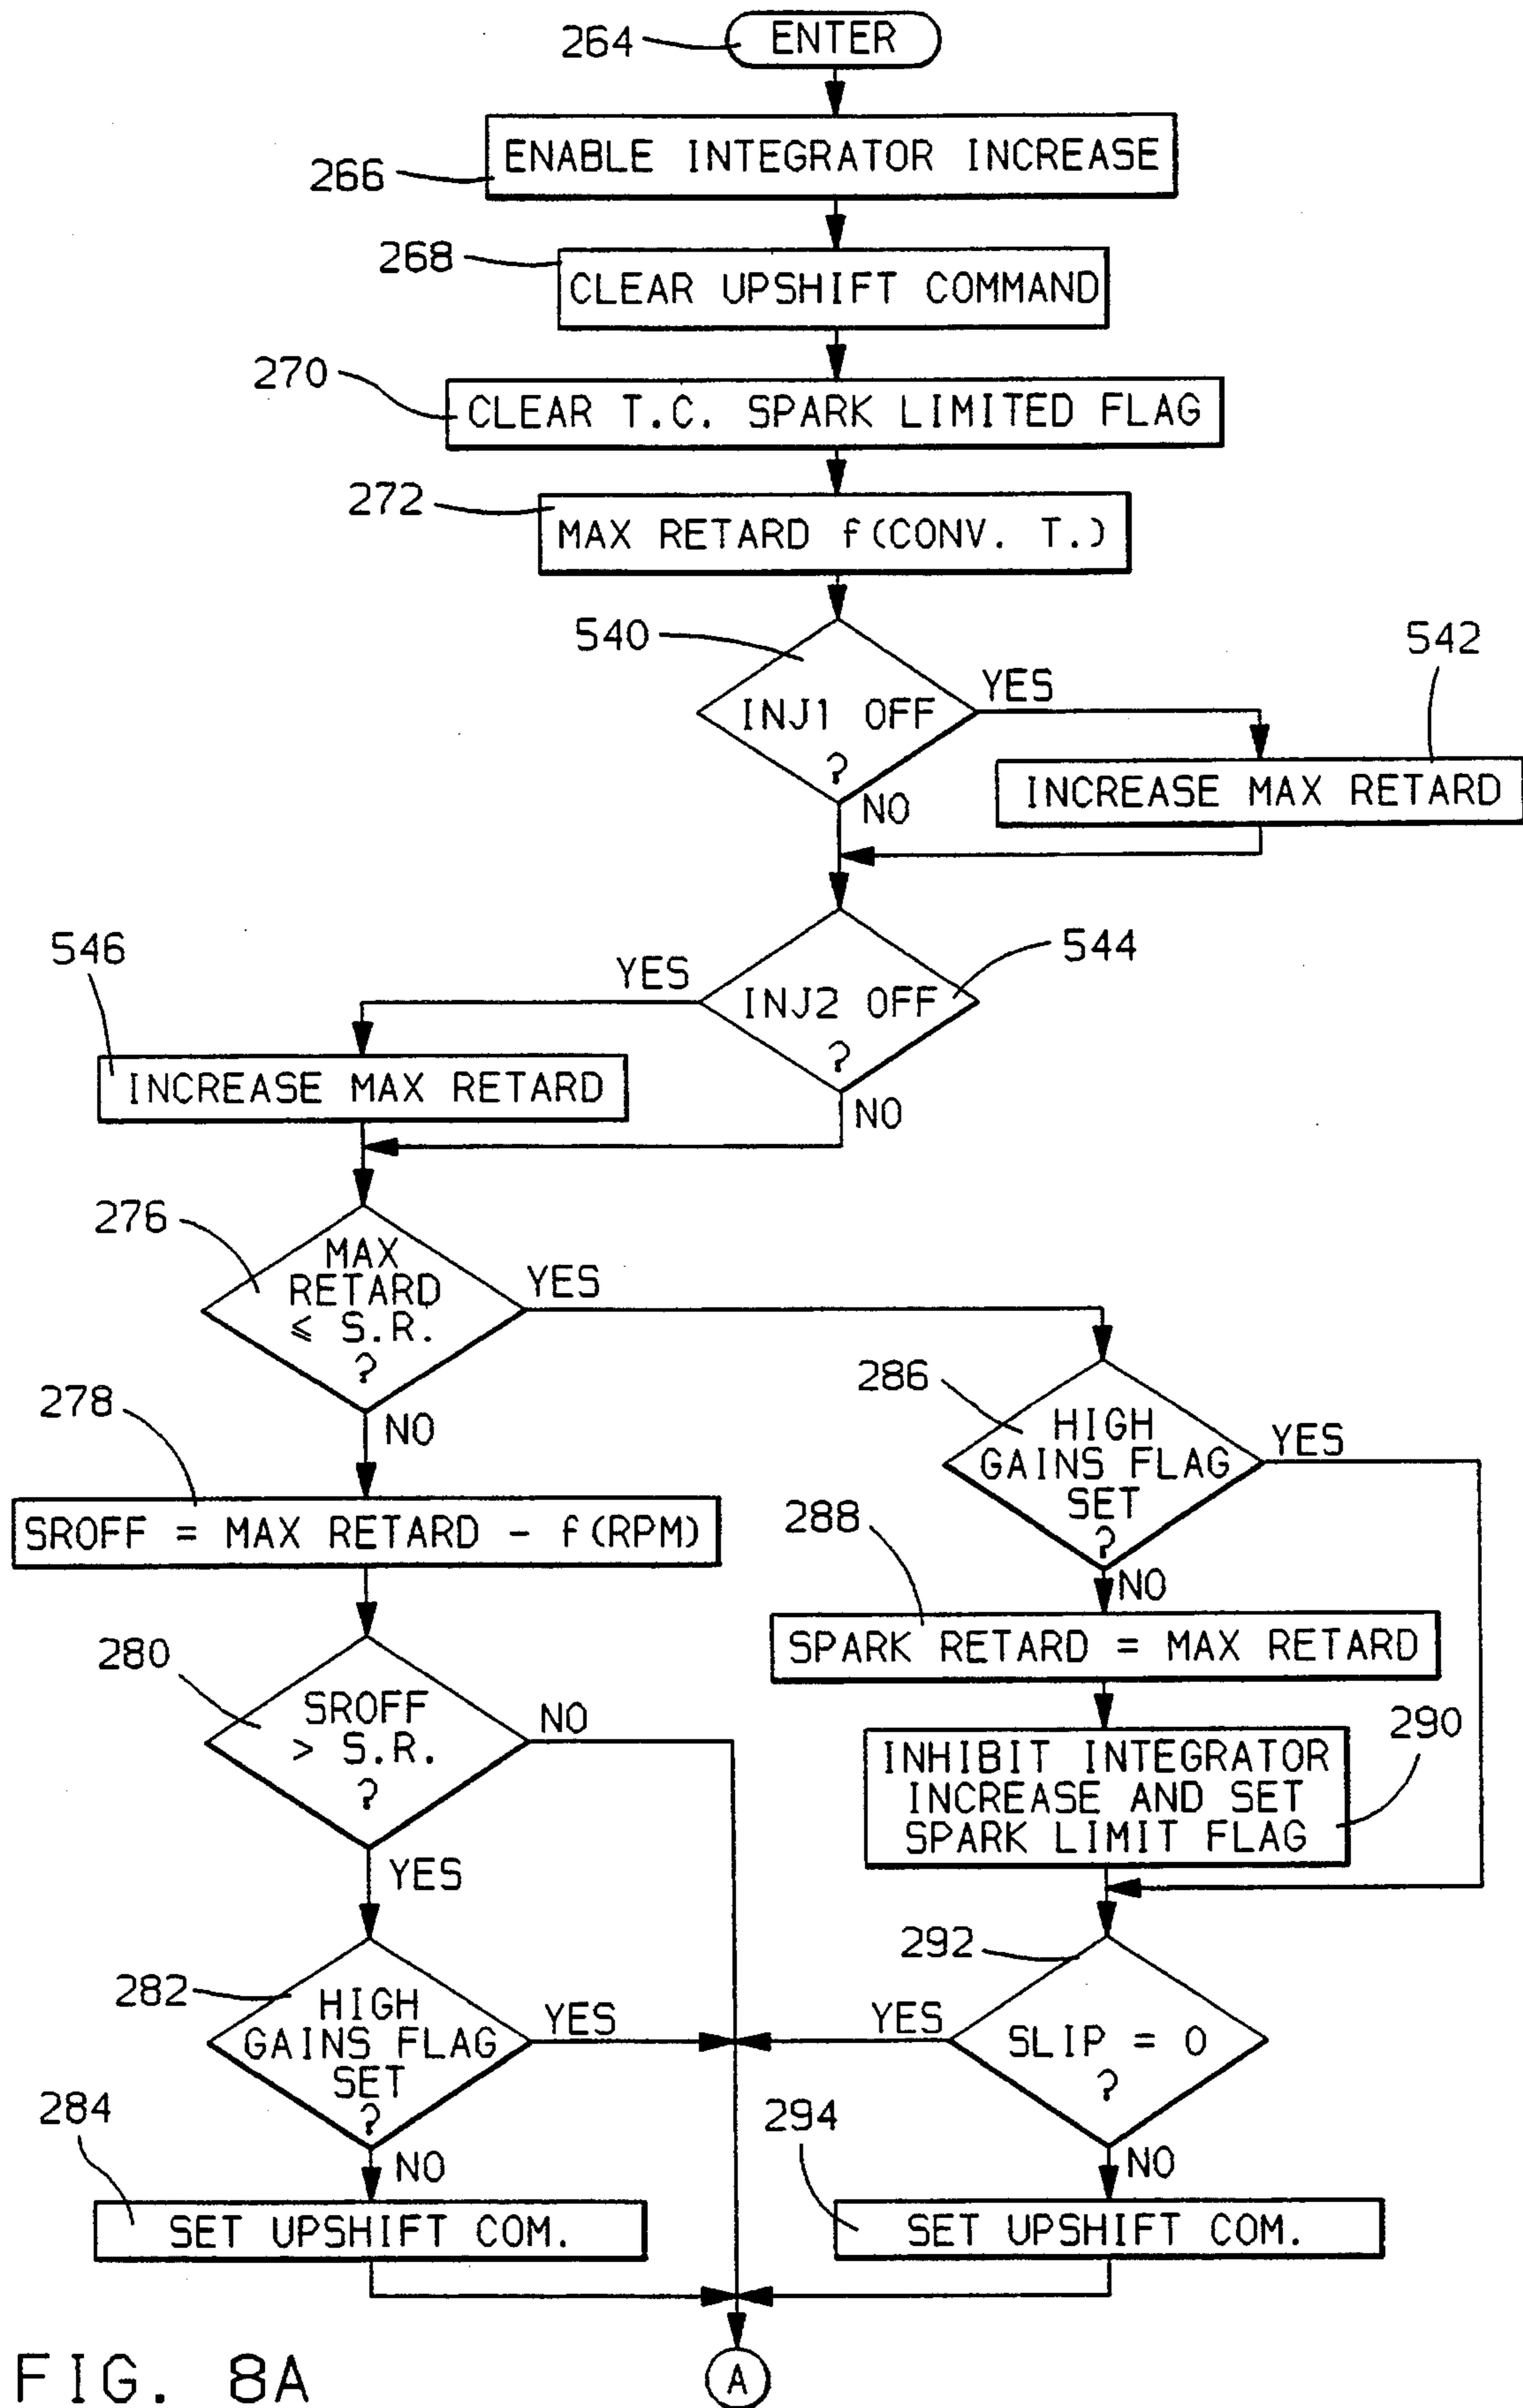 264
ENTER
266
ENABLE INTEGRATOR INCREASE
268
CLEAR UPSHIFT COMMAND
270
CLEAR T.C. SPARK LIMITED FLAG
272
MAX RETARD f(CONV. T.)
540
INJ1 OFF
?
YES
NO
542
INCREASE MAX RETARD
544
INJ2 OFF
?
YES
NO
546
INCREASE MAX RETARD
276
MAX
RETARD
≤ S.R.
?
YES
NO
278
SROFF = MAX RETARD - f(RPM)
280
SROFF
> S.R.
?
NO
YES
282
HIGH
GAINS FLAG
SET
?
YES
NO
284
SET UPSHIFT COM.
286
HIGH
GAINS FLAG
SET
?
YES
NO
288
SPARK RETARD = MAX RETARD
290
INHIBIT INTEGRATOR
INCREASE AND SET
SPARK LIMIT FLAG
292
SLIP = 0
?
YES
NO
294
SET UPSHIFT COM.
A
FIG. 8A